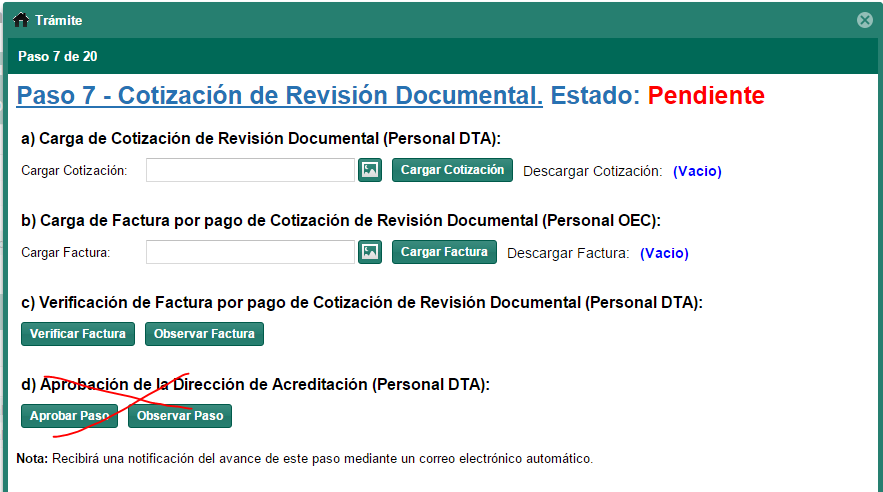 Trámite
Paso 7 de 20
Paso 7 - Cotización de Revisión Documental. Estado: Pendiente
a) Carga de Cotización de Revisión Documental (Personal DTA):
Cargar Cotización: Cargar Cotización Descargar Cotización: (Vacio)
b) Carga de Factura por pago de Cotización de Revisión Documental (Personal OEC):
Cargar Factura: Cargar Factura Descargar Factura: (Vacio)
c) Verificación de Factura por pago de Cotización de Revisión Documental (Personal DTA):
Verificar Factura Observar Factura
d) Aprobación de la Dirección de Acreditación (Personal DTA):
Aprobar Paso Observar Paso
Nota: Recibirá una notificación del avance de este paso mediante un correo electrónico automático.